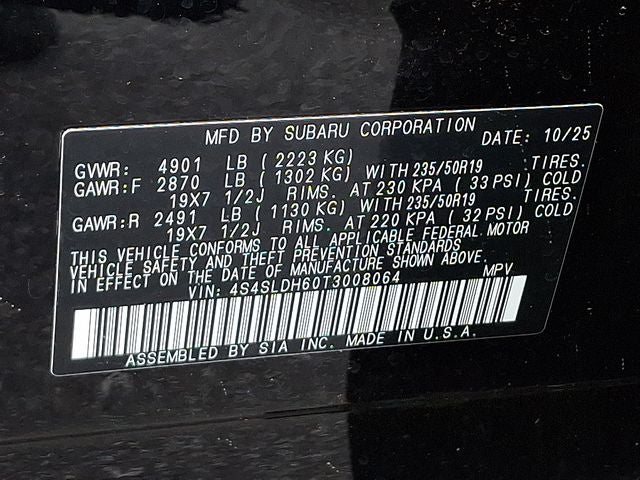 MFD BY SUBARU CORPORATION DATE: 10/25
GVWR: 4901 LB ( 2223 KG)
GAWR:F 2870 LB ( 1302 KG) WITH 235/50R19 TIRES.
19X7 1/2J RIMS. AT 230 KPA ( 33 PSI) COLD
GAWR:R 2491 LB ( 1130 KG) WITH 235/50R19 TIRES.
19X7 1/2J RIMS. AT 220 KPA ( 32 PSI) COLD
THIS VEHICLE CONFORMS TO ALL APPLICABLE FEDERAL MOTOR
VEHICLE SAFETY AND THEFT PREVENTION STANDARDS
IN EFFECT ON THE DATE OF MANUFACTURE SHOWN ABOVE.
VIN: 4S4SLDH60T3008064 MPV
ASSEMBLED BY SIA INC. MADE IN U.S.A.